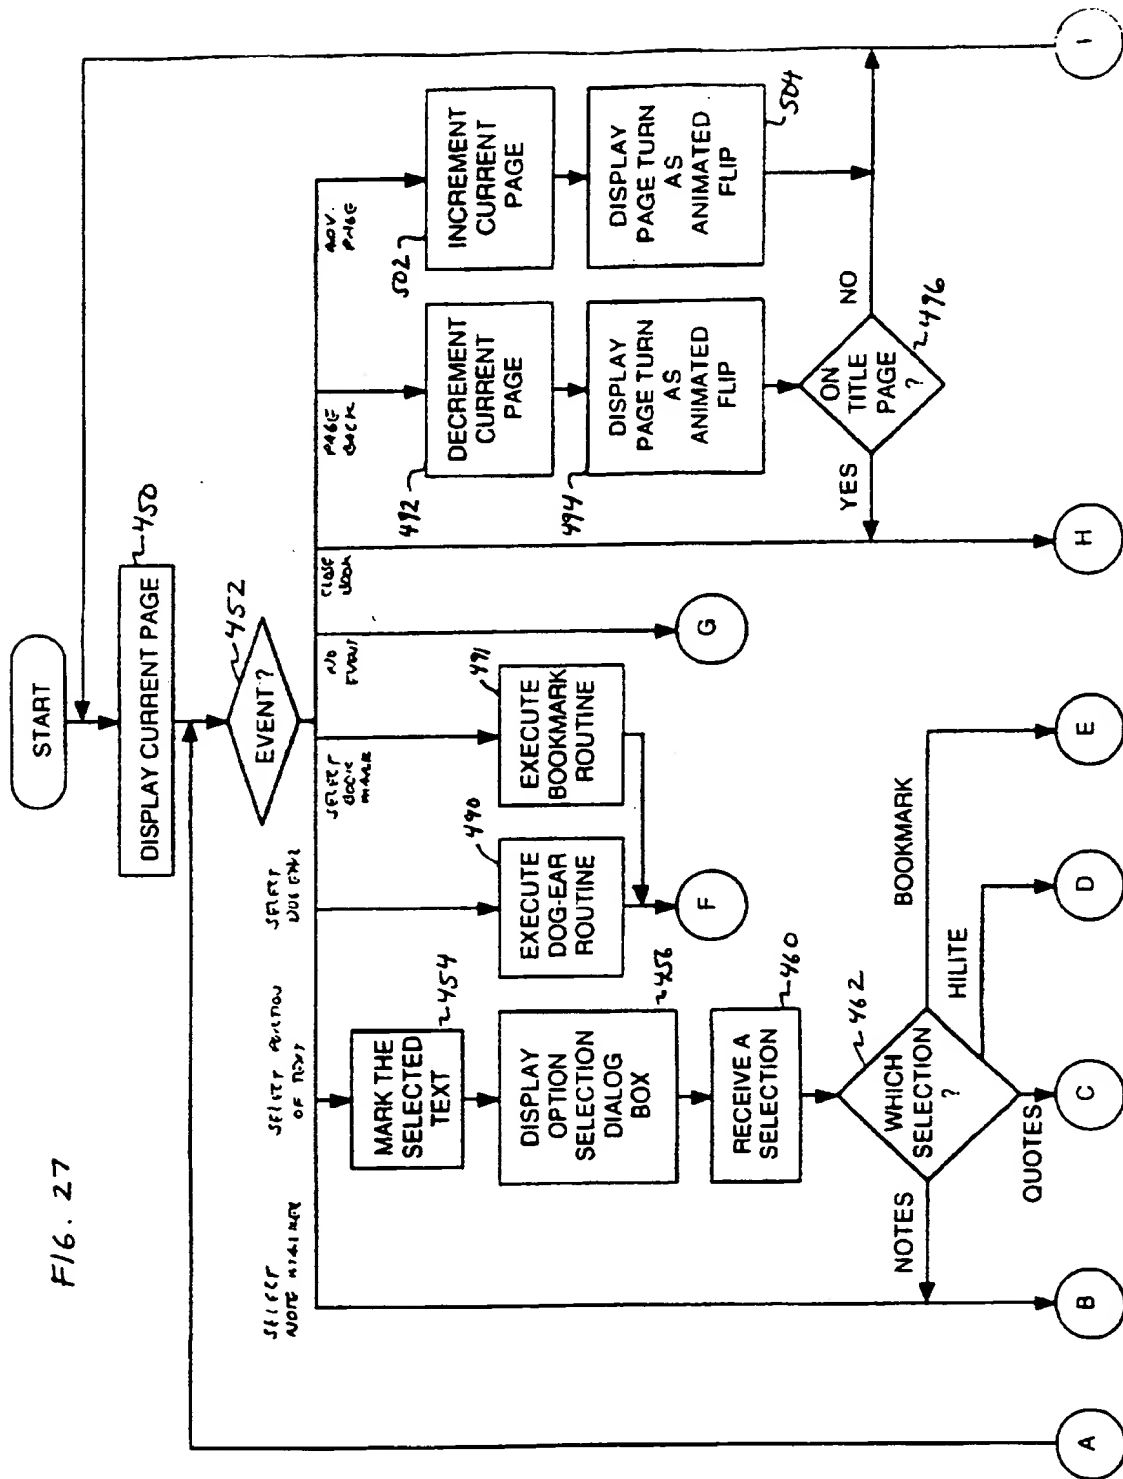 FIG. 27
START
DISPLAY CURRENT PAGE
450
EVENT ?
452
SELECT
NOTE MARKER
SELECT PORTION
OF TEXT
SELECT
DOG EAR
SELECT
BOOK
MARK
NO
EVENT
CLOSE
BOOK
PAGE
BACK
ADV.
PAGE
MARK THE
SELECTED
TEXT
454
DISPLAY
OPTION
SELECTION
DIALOG
BOX
456
RECEIVE A
SELECTION
460
WHICH
SELECTION
?
462
NOTES
QUOTES
HILITE
BOOKMARK
EXECUTE
DOG-EAR
ROUTINE
490
EXECUTE
BOOKMARK
ROUTINE
491
DECREMENT
CURRENT
PAGE
492
DISPLAY
PAGE TURN
AS
ANIMATED
FLIP
494
ON
TITLE
PAGE
?
496
YES
NO
INCREMENT
CURRENT
PAGE
502
DISPLAY
PAGE TURN
AS
ANIMATED
FLIP
504
F
G
A
B
C
D
E
H
I